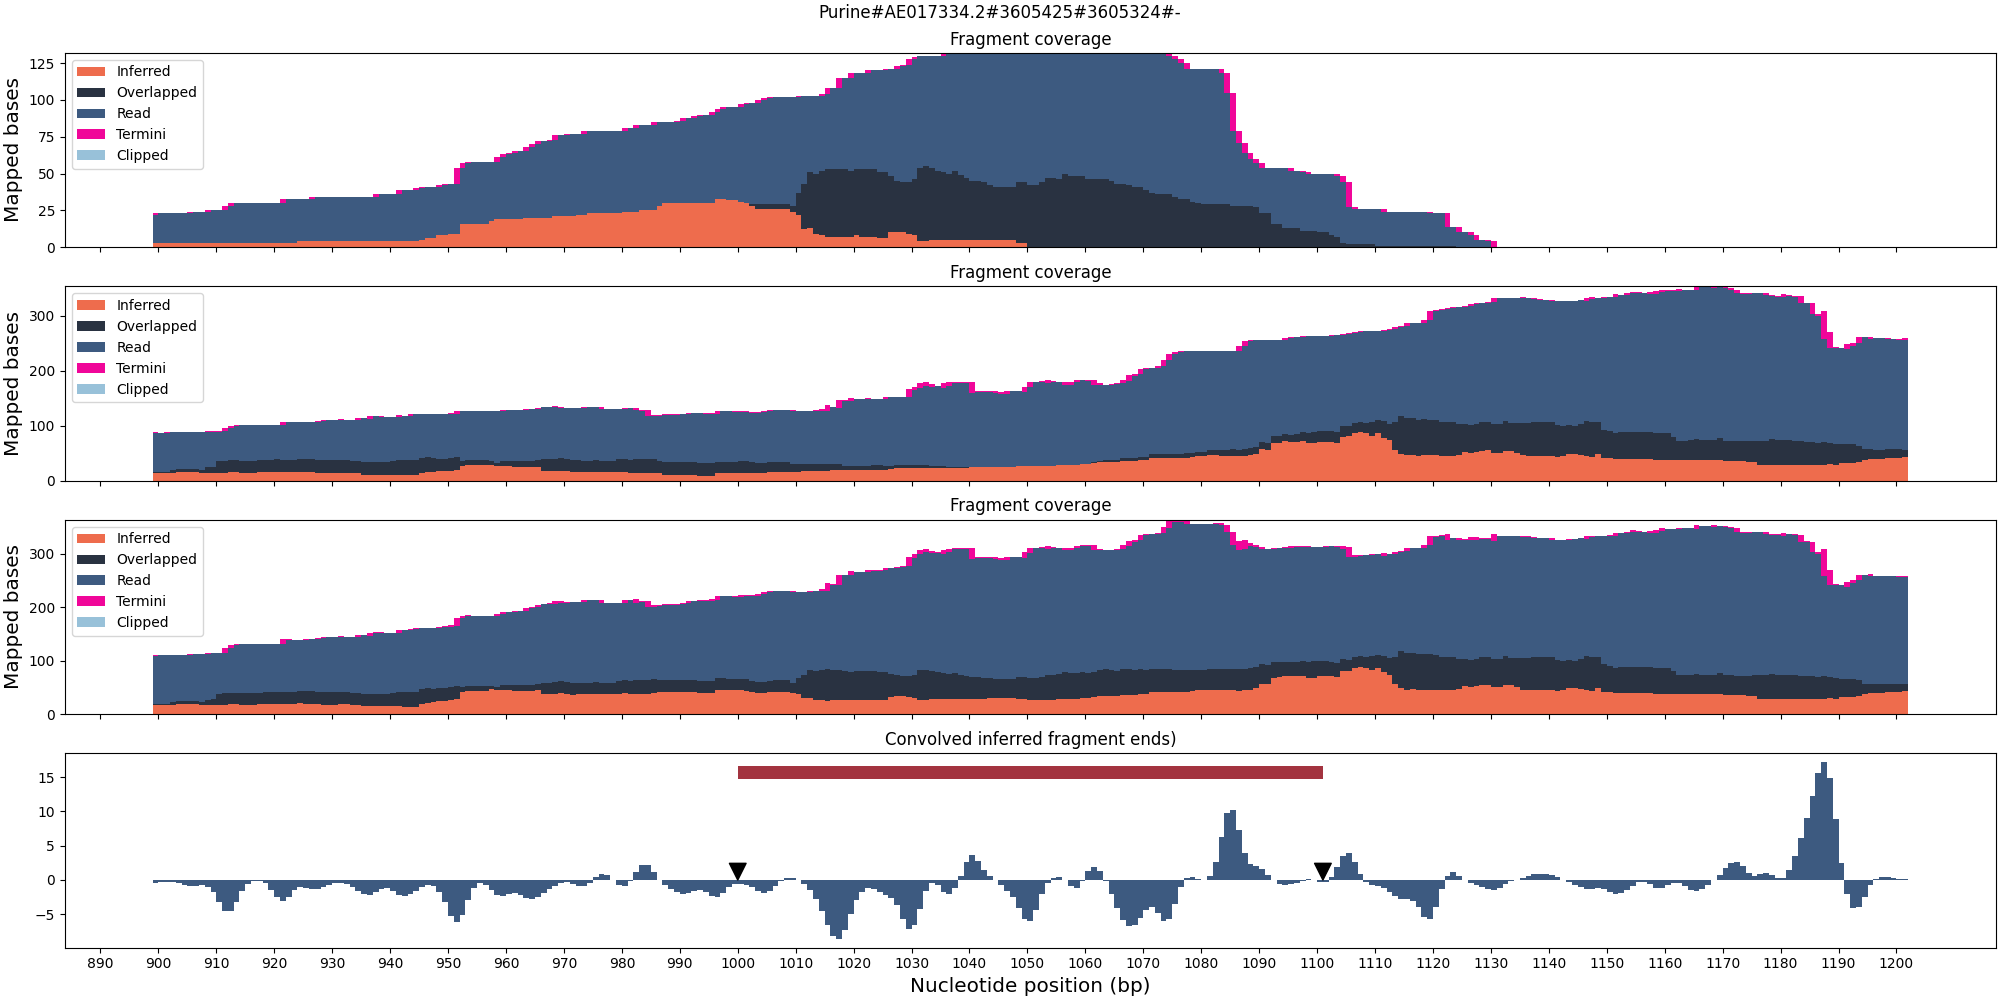 Purine#AE017334.2#3605425#3605324#-
Fragment coverage
Mapped bases
125
100
75
50
25
0
Inferred
Overlapped
Read
Termini
Clipped
Fragment coverage
Mapped bases
300
200
100
0
Inferred
Overlapped
Read
Termini
Clipped
Fragment coverage
Mapped bases
300
200
100
0
Inferred
Overlapped
Read
Termini
Clipped
Convolved inferred fragment ends)
15
10
5
0
−5
890 900 910 920 930 940 950 960 970 980 990 1000 1010 1020 1030 1040 1050 1060 1070 1080 1090 1100 1110 1120 1130 1140 1150 1160 1170 1180 1190 1200
Nucleotide position (bp)